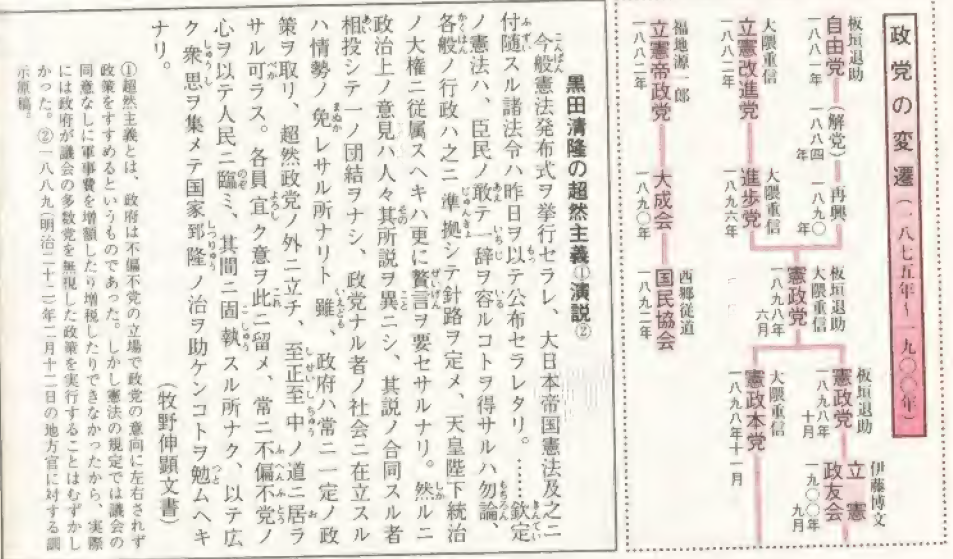 政党の変遷(一八七五年〜一九〇〇年)
板垣退助
自由党
一八八一年
(解党)
一八八四年
再興
一八九〇年
大隈重信
立憲改進党
一八八二年
大隈重信
進歩党
一八九六年
板垣退助
大隈重信
憲政党
一八九八年六月
板垣退助
憲政党
一八九八年十月
伊藤博文
立憲政友会
一九〇〇年九月
大隈重信
憲政本党
一八九八年十一月
福地源一郎
立憲帝政党
一八八二年
大成会
一八九〇年
西郷従道
国民協会
一八九二年
黒田清隆の超然主義①演説②
今般憲法発布式ヲ挙行セラレ、大日本帝国憲法及之ニ
付随スル諸法令ハ昨日ヲ以テ公布セラレタリ。……欽定
ノ憲法ハ、臣民ノ敢テ一辞ヲ容ルコトヲ得サルハ勿論、
各般ノ行政ハ之ニ準拠シテ針路ヲ定メ、天皇陛下統治
ノ大権ニ従属スヘキハ更ニ贅言ヲ要セサルナリ。然ルニ
政治上ノ意見ハ人々其所説ヲ異ニシ、其説ノ合同スル者
相投シテ一ノ団結ヲナシ、政党ナル者ノ社会ニ在立スル
ハ情勢ノ免レサル所ナリト雖、政府ハ常ニ一定ノ政
策ヲ取リ、超然政党ノ外ニ立チ、至正至中ノ道ニ居ラ
サル可ラス。各員宜ク意ヲ此ニ留メ、常ニ不偏不党ノ
心ヲ以テ人民ニ臨ミ、其間ニ固執スル所ナク、以テ広
ク衆思ヲ集メテ国家郅隆ノ治ヲ助ケンコトヲ勉ムヘキ
ナリ。
(牧野伸顕文書)
①超然主義とは、政府は不偏不党の立場で政党の意向に左右されず
政策をすすめるというものであった。しかし憲法の規定では議会の
同意なしに軍事費を増額したり増税したりできなかったから、実際
には政府が議会の多数党を無視した政策を実行することはむずかし
かった。②一八八九(明治二十二)年二月十二日の地方官に対する訓
示原稿。